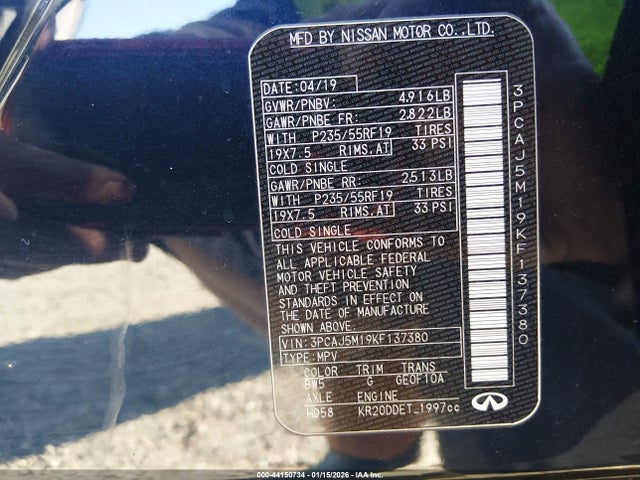 MFD BY NISSAN MOTOR CO.,LTD.
DATE: 04/19
GVWR/PNBV: 4,916LB
GAWR/PNBE FR: 2,822LB
WITH P235/55RF19 TIRES
19X7.5 RIMS,AT 33 PSI
COLD SINGLE
GAWR/PNBE RR: 2,513LB
WITH P235/55RF19 TIRES
19X7.5 RIMS,AT 33 PSI
COLD SINGLE
THIS VEHICLE CONFORMS TO
ALL APPLICABLE FEDERAL
MOTOR VEHICLE SAFETY
AND THEFT PREVENTION
STANDARDS IN EFFECT ON
THE DATE OF MANUFACTURE
SHOWN ABOVE.
VIN: 3PCAJ5M19KF137380
TYPE: MPV
COLOR TRIM TRANS
BW5 G GE0F10A
AXLE ENGINE
HD58 KR20DDET 1997cc
3PCAJ5M19KF137380
000-44150734 - 01/15/2026 - IAA Inc.